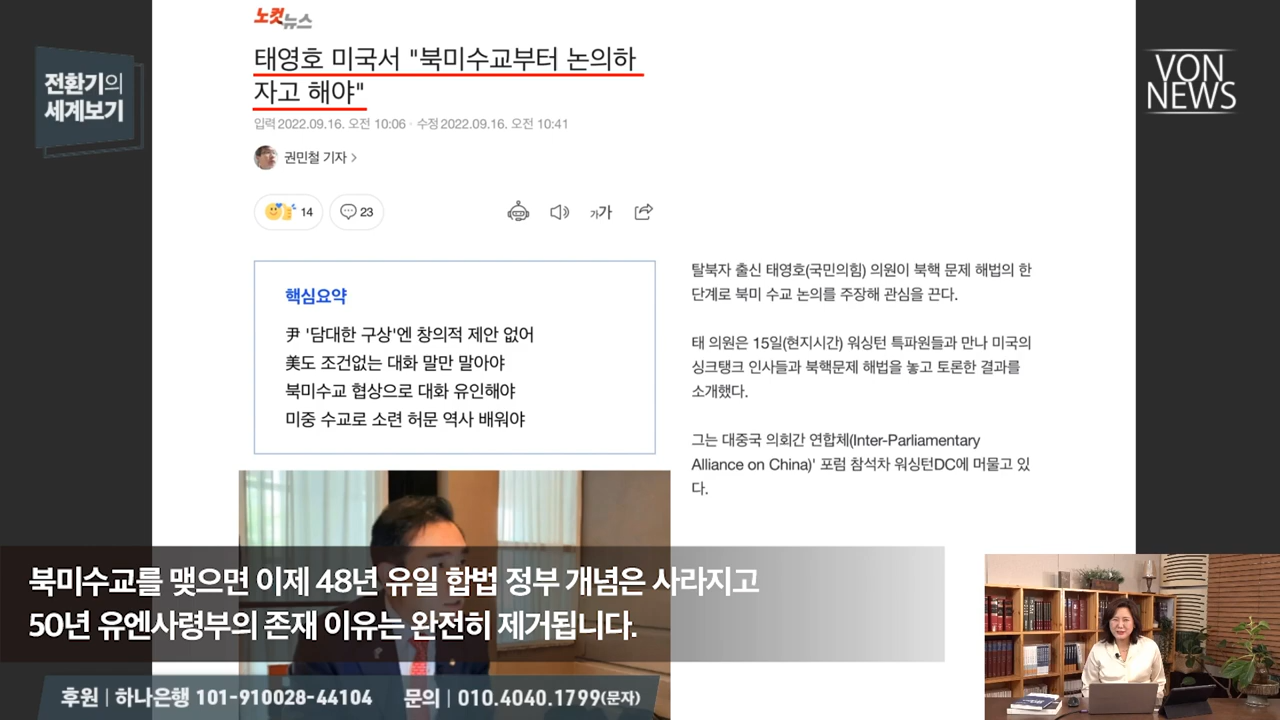 노컷뉴스
태영호 미국서 "북미수교부터 논의하
자고 해야"
입력 2022.09.16. 오전 10:06 · 수정 2022.09.16. 오전 10:41
권민철 기자 >
14
23
가가
전환기의
세계보기
VON
NEWS
핵심요약
尹 '담대한 구상'엔 창의적 제안 없어
美도 조건없는 대화 말만 말아야
북미수교 협상으로 대화 유인해야
미중 수교로 소련 허문 역사 배워야
탈북자 출신 태영호(국민의힘) 의원이 북핵 문제 해법의 한
단계로 북미 수교 논의를 주장해 관심을 끈다.
태 의원은 15일(현지시간) 워싱턴 특파원들과 만나 미국의
싱크탱크 인사들과 북핵문제 해법을 놓고 토론한 결과를
소개했다.
그는 대중국 의회간 연합체(Inter-Parliamentary
Alliance on China)' 포럼 참석차 워싱턴DC에 머물고 있
다.
북미수교를 맺으면 이제 48년 유일 합법 정부 개념은 사라지고
50년 유엔사령부의 존재 이유는 완전히 제거됩니다.
후원 | 하나은행 101-910028-44104 문의 | 010.4040.1799(문자)